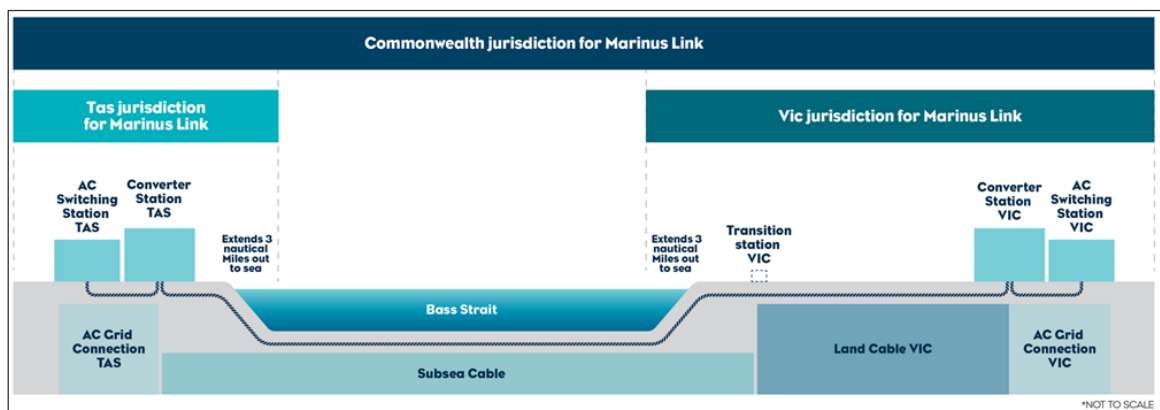 Commonwealth jurisdiction for Marinus Link
Tas jurisdiction
for Marinus Link
Vic jurisdiction for Marinus Link
AC
Switching
Station
TAS
Converter
Station
TAS
Extends 3
nautical
Miles out
to sea
Extends 3
nautical
Miles out
to sea
Transition
station
VIC
Converter
Station
VIC
AC
Switching
Station
VIC
Bass Strait
AC Grid
Connection
TAS
Subsea Cable
Land Cable VIC
AC Grid
Connection
VIC
*NOT TO SCALE